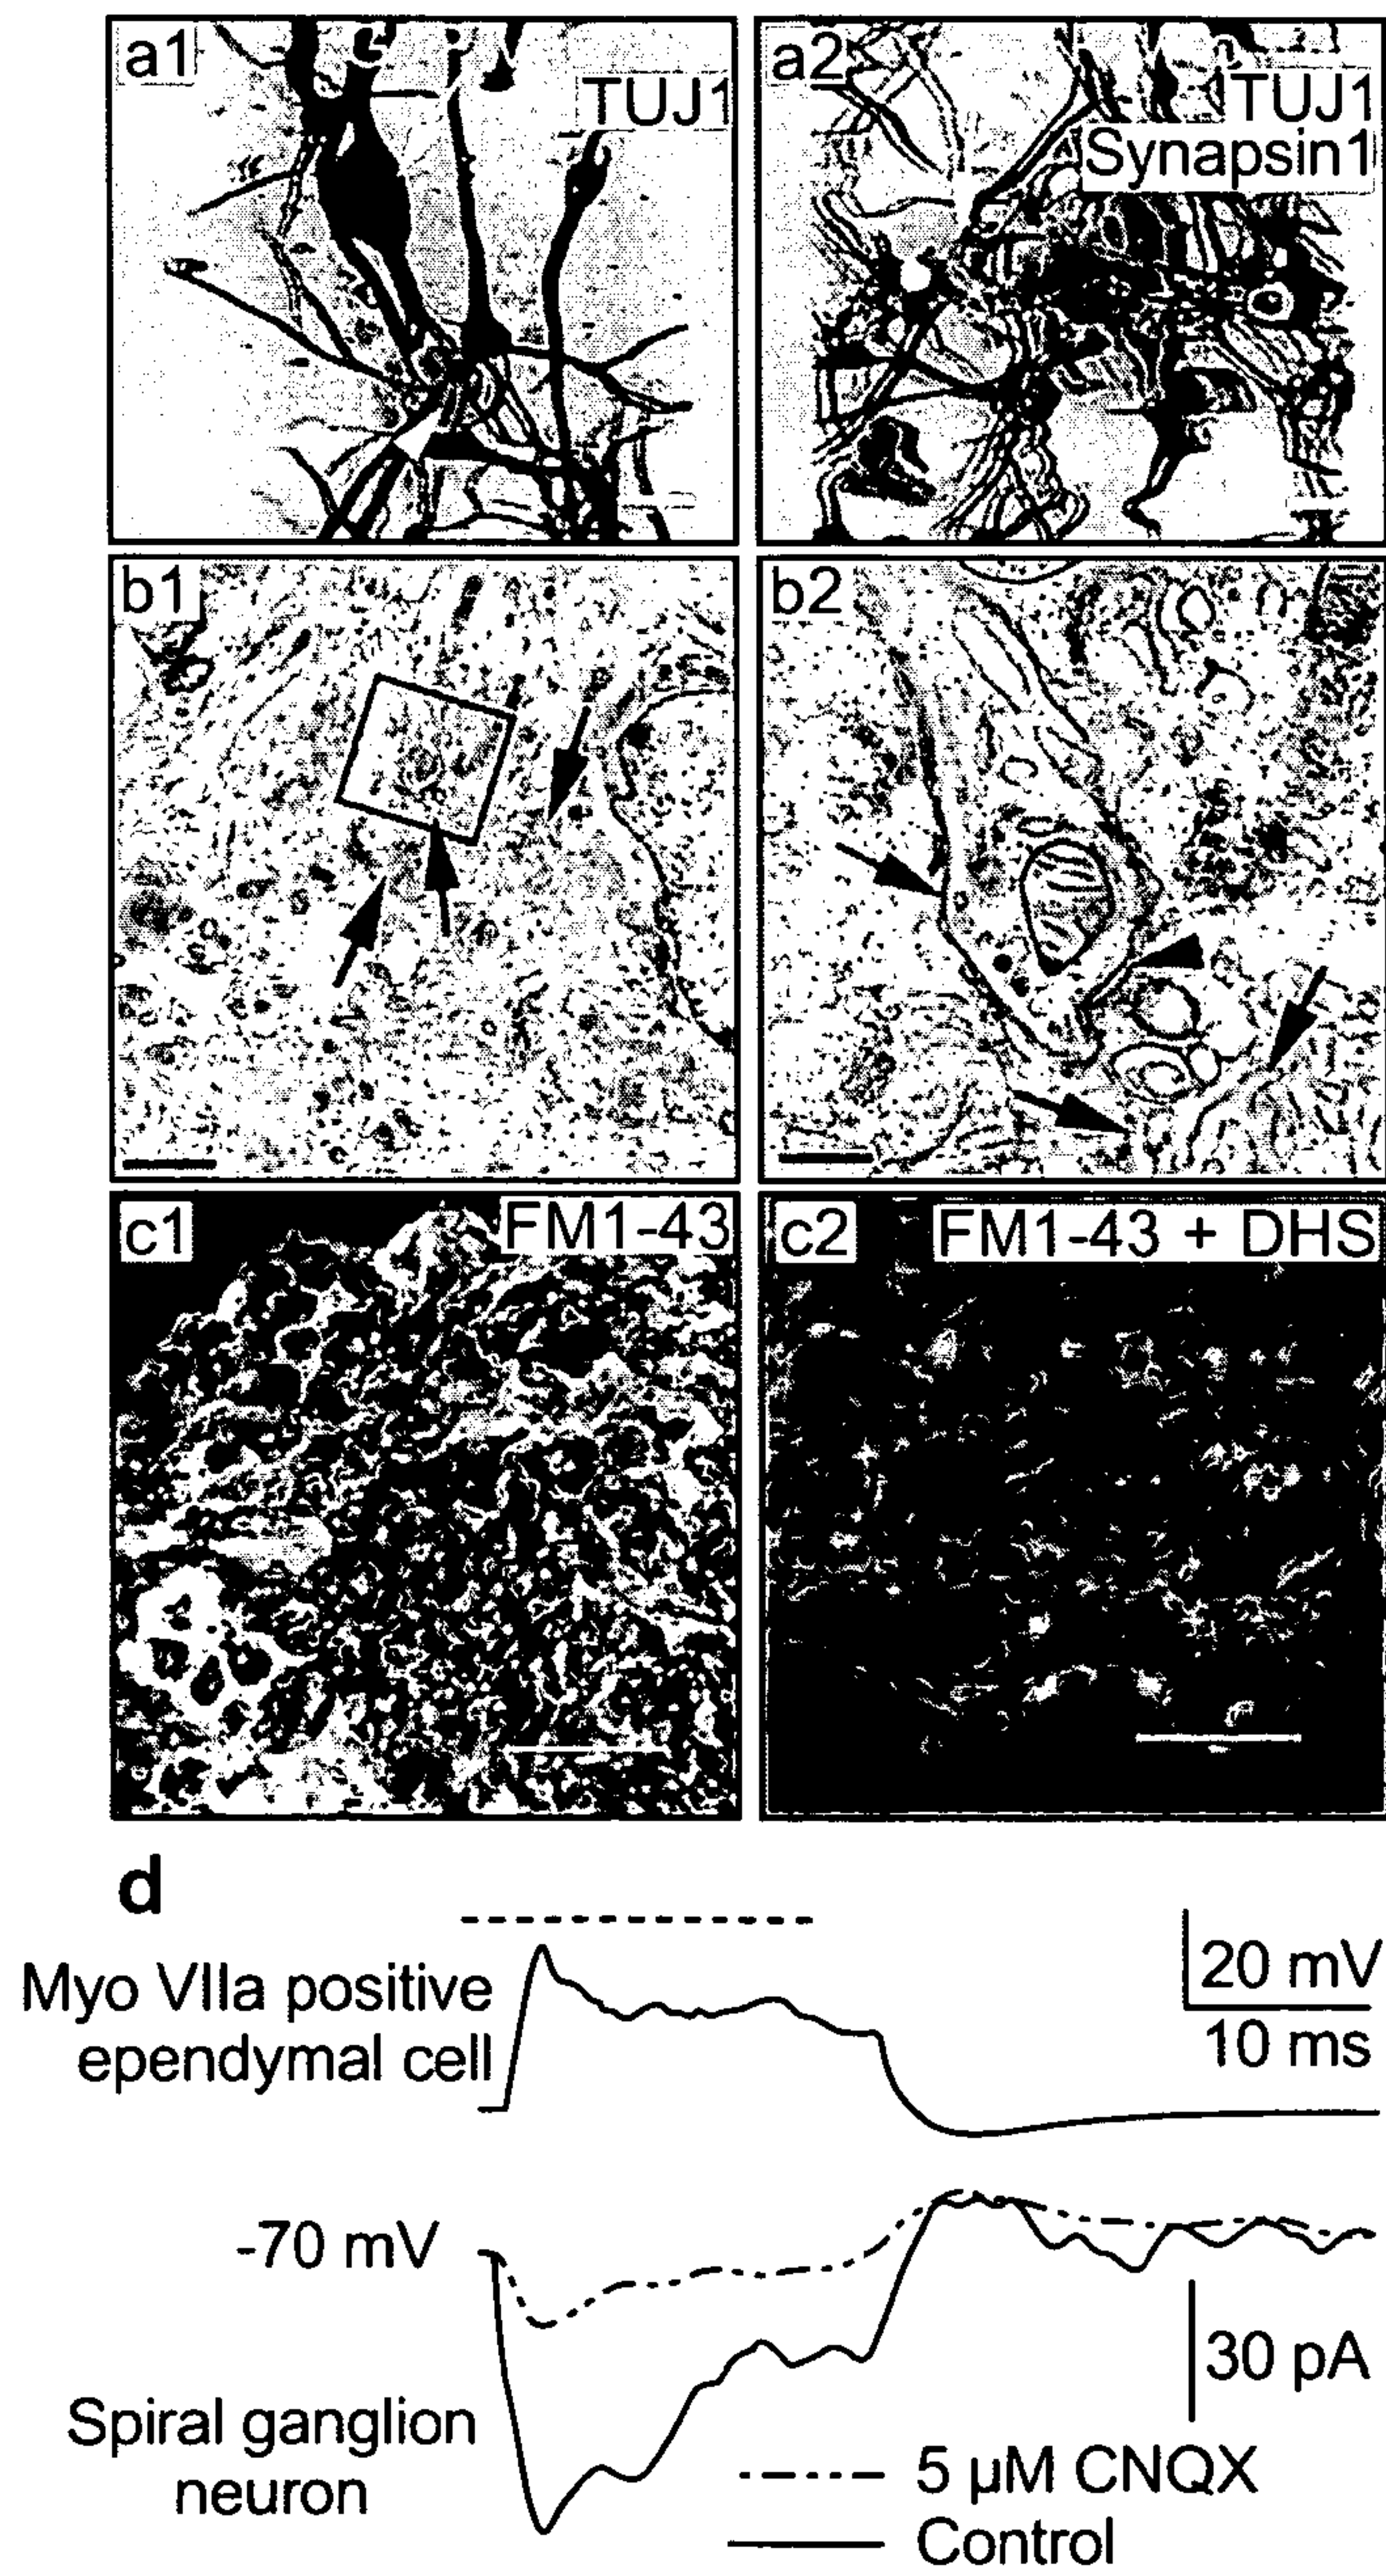 a1
TUJ1
a2
TUJ1
Synapsin1
b1
b2
c1
FM1-43
c2
FM1-43 + DHS
d
Myo VIIa positive
ependymal cell
20 mV
10 ms
-70 mV
30 pA
Spiral ganglion
neuron
5 µM CNQX
Control